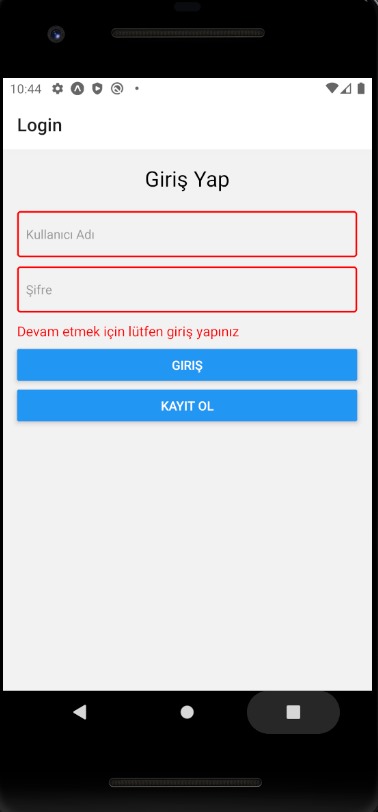 10:44
Login
Giriş Yap
Kullanıcı Adı
Şifre
Devam etmek için lütfen giriş yapınız
GIRIŞ
KAYIT OL